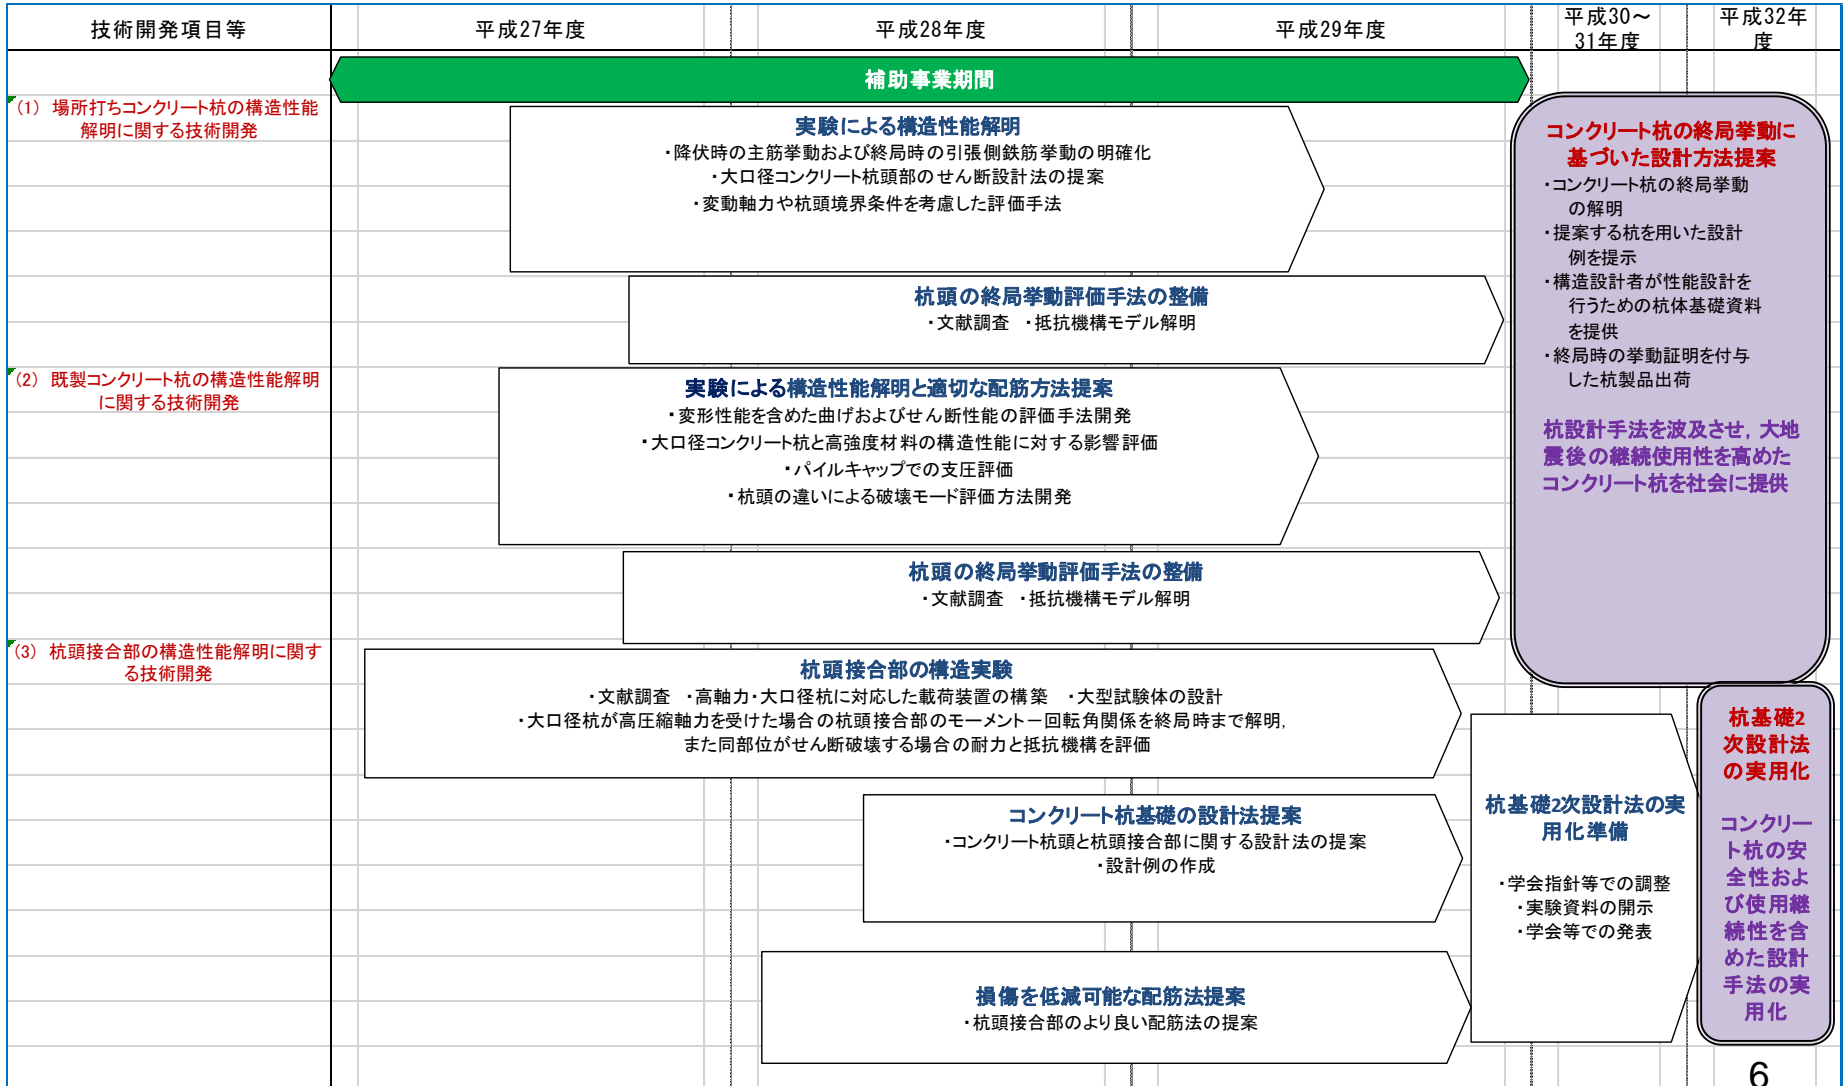 技術開発項目等
平成27年度
平成28年度
平成29年度
平成30～
31年度
平成32年
度
補助事業期間
(1) 場所打ちコンクリート杭の構造性能
解明に関する技術開発
実験による構造性能解明
・降伏時の主筋挙動および終局時の引張側鉄筋挙動の明確化
・大口径コンクリート杭頭部のせん断設計法の提案
・変動軸力や杭頭境界条件を考慮した評価手法
杭頭の終局挙動評価手法の整備
・文献調査　・抵抗機構モデル解明
(2) 既製コンクリート杭の構造性能解明
に関する技術開発
実験による構造性能解明と適切な配筋方法提案
・変形性能を含めた曲げおよびせん断性能の評価手法開発
・大口径コンクリート杭と高強度材料の構造性能に対する影響評価
・パイルキャップでの支圧評価
・杭頭の違いによる破壊モード評価方法開発
杭頭の終局挙動評価手法の整備
・文献調査　・抵抗機構モデル解明
(3) 杭頭接合部の構造性能解明に関す
る技術開発
杭頭接合部の構造実験
・文献調査　・高軸力・大口径杭に対応した載荷装置の構築　・大型試験体の設計
・大口径杭が高圧縮軸力を受けた場合の杭頭接合部のモーメント－回転角関係を終局時まで解明,
また同部位がせん断破壊する場合の耐力と抵抗機構を評価
コンクリート杭基礎の設計法提案
・コンクリート杭頭と杭頭接合部に関する設計法の提案
・設計例の作成
損傷を低減可能な配筋法提案
・杭頭接合部のより良い配筋法の提案
杭基礎2次設計法の実
用化準備
・学会指針等での調整
・実験資料の開示
・学会等での発表
コンクリート杭の終局挙動に
基づいた設計方法提案
・コンクリート杭の終局挙動
の解明
・提案する杭を用いた設計
例を提示
・構造設計者が性能設計を
行うための杭体基礎資料
を提供
・終局時の挙動証明を付与
した杭製品出荷
杭設計手法を波及させ, 大地
震後の継続使用性を高めた
コンクリート杭を社会に提供
杭基礎2
次設計法
の実用化
コンクリー
ト杭の安
全性およ
び使用継
続性を含
めた設計
手法の実
用化
6